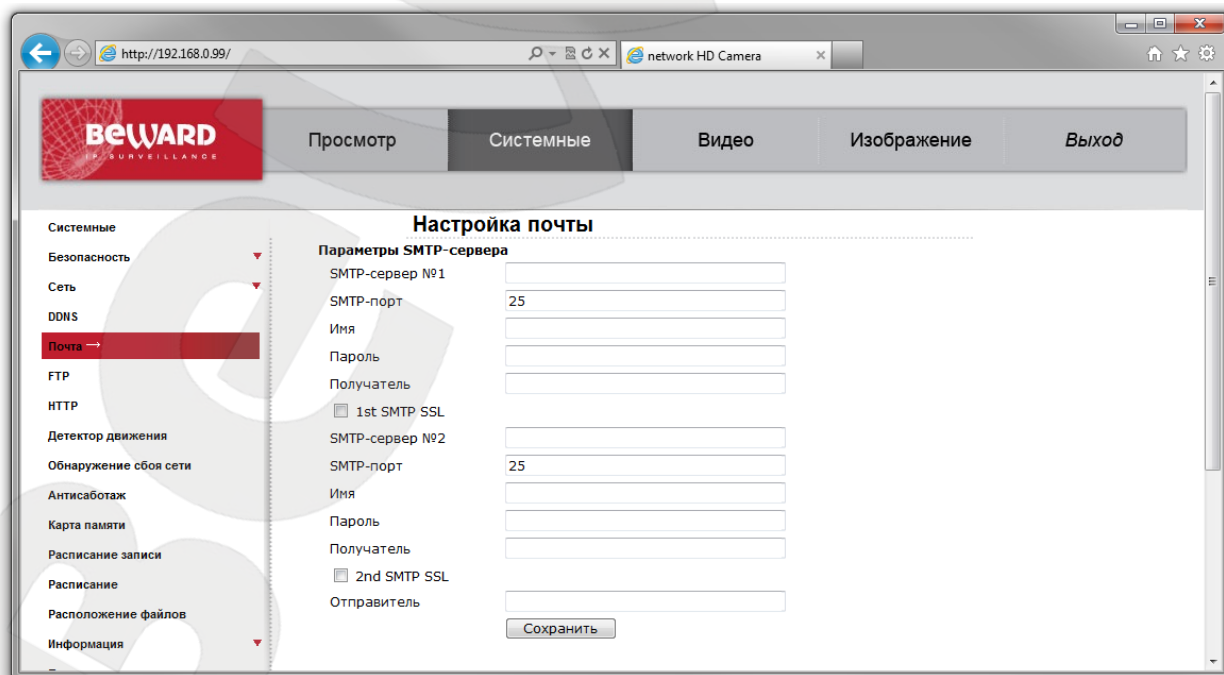 http://192.168.0.99/
network HD Camera
BEWARD
IP SURVEILLANCE
Просмотр
Системные
Видео
Изображение
Выход
Системные
Безопасность
Сеть
DDNS
Почта →
FTP
HTTP
Детектор движения
Обнаружение сбоя сети
Антисаботаж
Карта памяти
Расписание записи
Расписание
Расположение файлов
Информация
Настройка почты
Параметры SMTP-сервера
SMTP-сервер №1
SMTP-порт 25
Имя
Пароль
Получатель
1st SMTP SSL
SMTP-сервер №2
SMTP-порт 25
Имя
Пароль
Получатель
2nd SMTP SSL
Отправитель
Сохранить